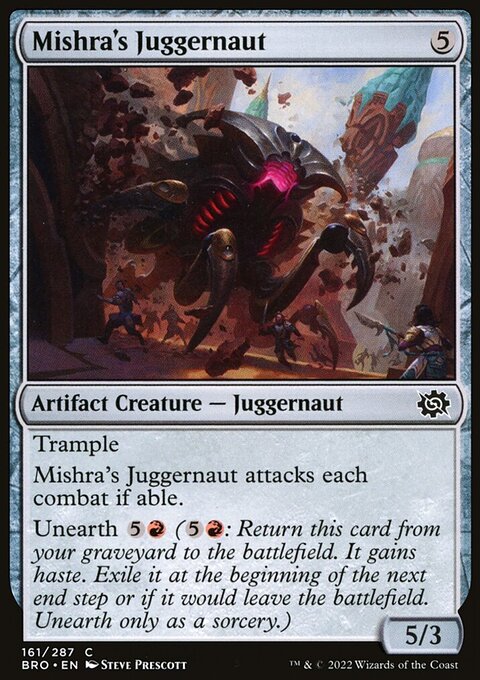 Mishra's Juggernaut 5
Artifact Creature — Juggernaut
Trample
Mishra's Juggernaut attacks each
combat if able.
Unearth 5R (5R: Return this card from
your graveyard to the battlefield. It gains
haste. Exile it at the beginning of the next
end step or if it would leave the battlefield.
Unearth only as a sorcery.)
5/3
161/287 C
BRO • EN Steve Prescott
™ & © 2022 Wizards of the Coast